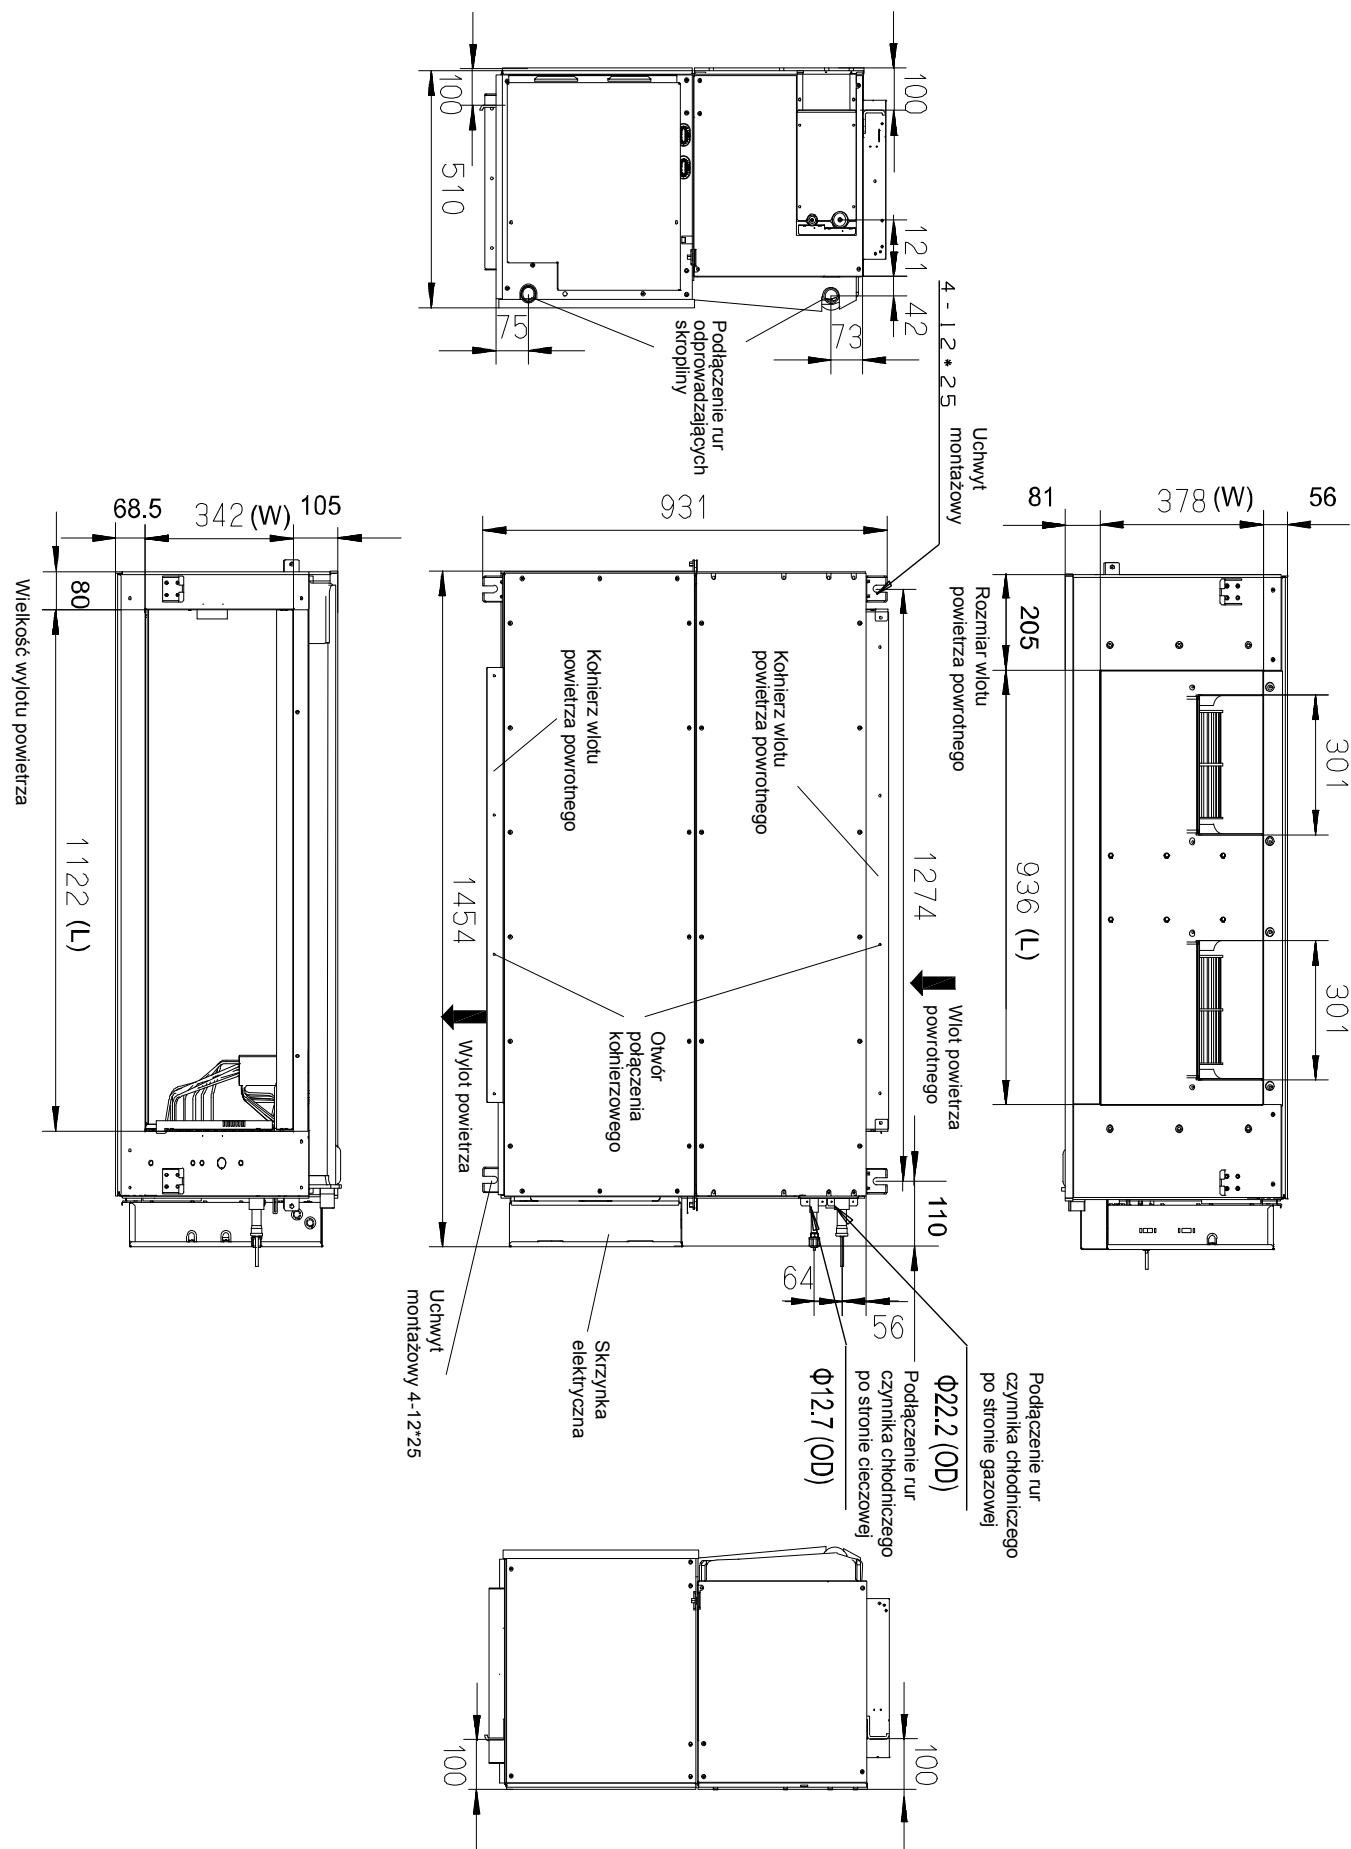 100
510
100
121
42
75
73
Podłączenie rur
odprowadzających
skropliny
4-12*25
Uchwyt
montażowy
68.5
342 (W)
105
80
1122 (L)
Wielkość wylotu powietrza
931
1454
1274
Kołnierz wlotu
powietrza powrotnego
Kołnierz wlotu
powietrza powrotnego
Otwór
połączenia
kołnierzowego
Wylot powietrza
Wlot powietrza
powrotnego
81
378 (W)
56
Rozmiar wlotu
powietrza powrotnego
205
936 (L)
301
301
110
64
56
Uchwyt
montażowy 4-12*25
Skrzynka
elektryczna
Podłączenie rur
czynnika chłodniczego
po stronie cieczowej
Φ12.7 (OD)
Podłączenie rur
czynnika chłodniczego
po stronie gazowej
Φ22.2 (OD)
100
100